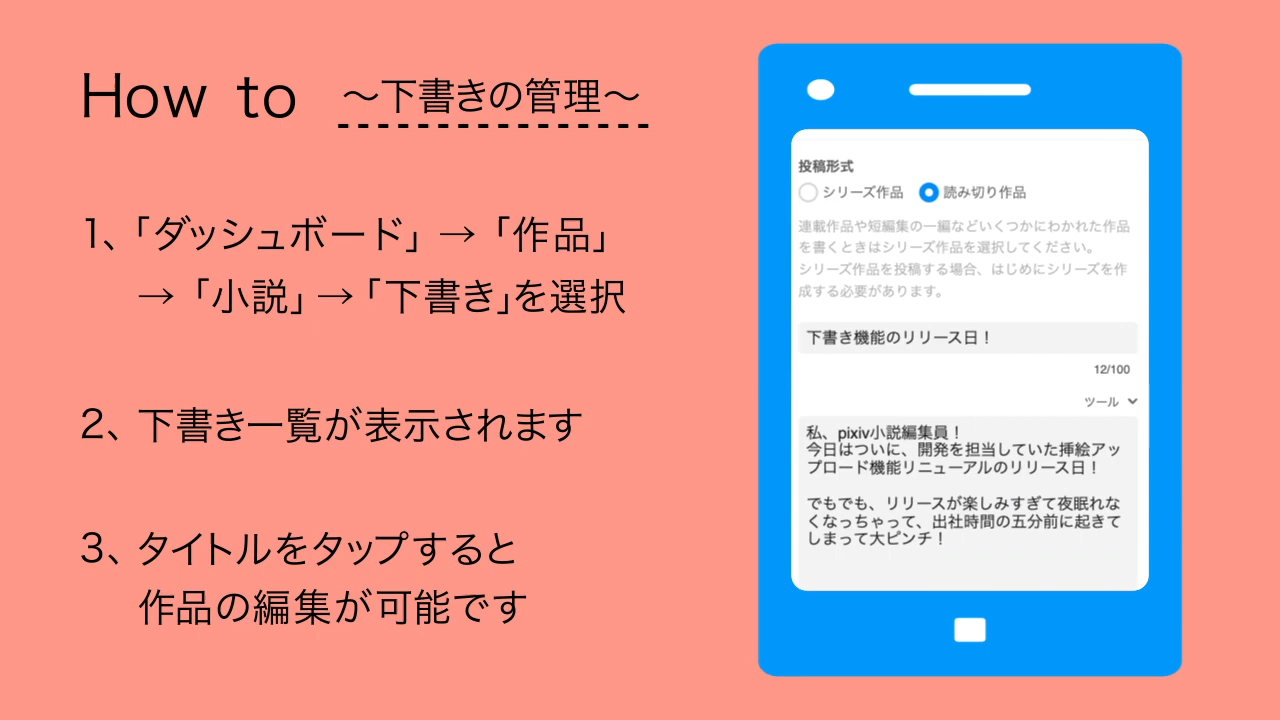 How to ～下書きの管理～
1、「ダッシュボード」→「作品」
→「小説」→「下書き」を選択
2、下書き一覧が表示されます
3、タイトルをタップすると
作品の編集が可能です
投稿形式
シリーズ作品 読み切り作品
連載作品や短編集の一編などいくつかにわかれた作品
を書くときはシリーズ作品を選択してください。
シリーズ作品を投稿する場合、はじめにシリーズを作
成する必要があります。
下書き機能のリリース日！
12/100
ツール
私、pixiv小説編集員！
今日はついに、開発を担当していた挿絵アッ
プロード機能リニューアルのリリース日！
でもでも、リリースが楽しみすぎて夜眠れな
くなっちゃって、出社時間の五分前に起きて
しまって大ピンチ！